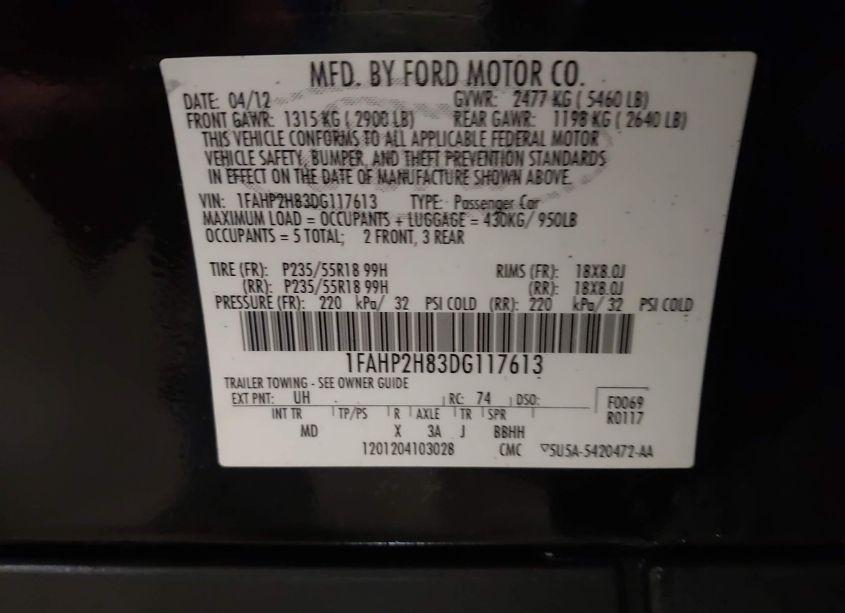 MFD. BY FORD MOTOR CO.
DATE: 04/12 GVWR: 2477 KG ( 5460 LB)
FRONT GAWR: 1315 KG ( 2900 LB) REAR GAWR: 1198 KG ( 2640 LB)
THIS VEHICLE CONFORMS TO ALL APPLICABLE FEDERAL MOTOR
VEHICLE SAFETY, BUMPER, AND THEFT PREVENTION STANDARDS
IN EFFECT ON THE DATE OF MANUFACTURE SHOWN ABOVE.
VIN: 1FAHP2H83DG117613 TYPE: Passenger Car
MAXIMUM LOAD = OCCUPANTS + LUGGAGE = 430KG/ 950LB
OCCUPANTS = 5 TOTAL; 2 FRONT, 3 REAR
TIRE (FR): P235/55R18 99H RIMS (FR): 18X8.0J
(RR): P235/55R18 99H (RR): 18X8.0J
PRESSURE (FR): 220 kPa/ 32 PSI COLD (RR): 220 kPa/ 32 PSI COLD
1FAHP2H83DG117613
TRAILER TOWING - SEE OWNER GUIDE
EXT PNT: UH RC: 74 DSO: F0069
INT TR TP/PS R AXLE TR SPR R0117
MD X 3A J BBHH
1201204103028 CMC ▽5U5A-5420472-AA